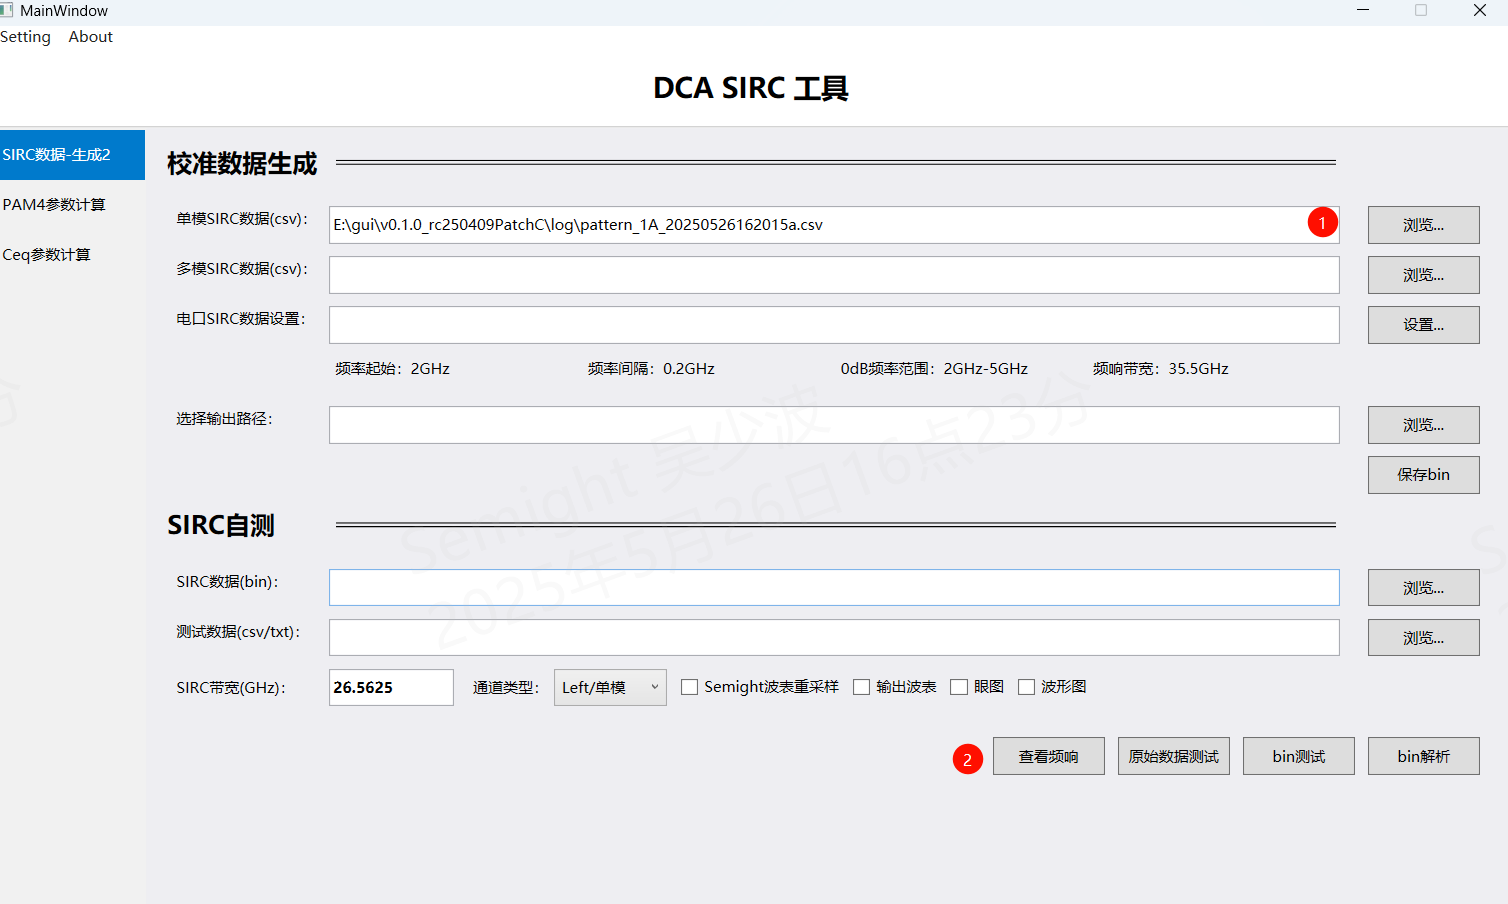 MainWindow
Setting About
DCA SIRC 工具
SIRC数据-生成2
PAM4参数计算
Ceq参数计算
校准数据生成
单模SIRC数据(csv)： E:\gui\v0.1.0_rc250409PatchC\log\pattern_1A_20250526162015a.csv 1 浏览...
多模SIRC数据(csv)： 浏览...
电口SIRC数据设置： 设置...
频率起始：2GHz 频率间隔：0.2GHz 0dB频率范围：2GHz-5GHz 频响带宽：35.5GHz
选择输出路径： 浏览...
保存bin
SIRC自测
SIRC数据(bin)： 浏览...
测试数据(csv/txt)： 浏览...
SIRC带宽(GHz)： 26.5625 通道类型： Left/单模 Semight波表重采样 输出波表 眼图 波形图
2 查看频响 原始数据测试 bin测试 bin解析
Semight 吴少波
2025年5月26日16点23分
分
S